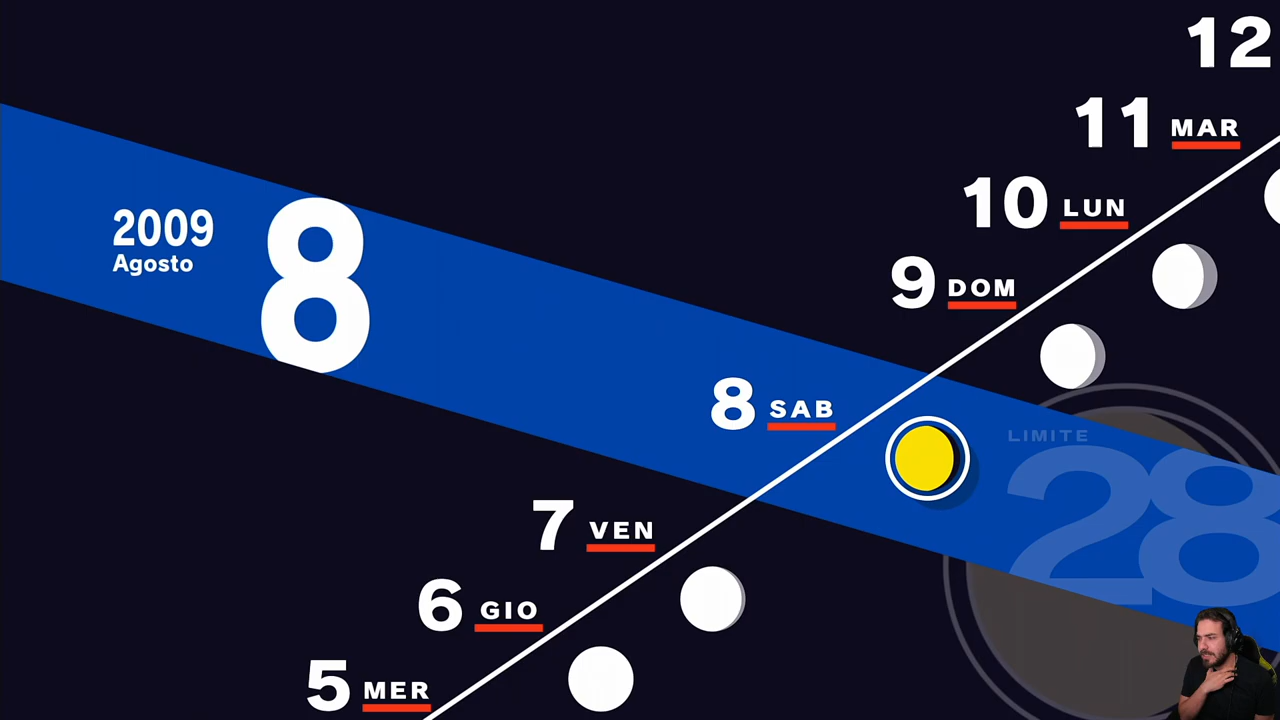 12
11 MAR
10 LUN
2009
Agosto
8
9 DOM
8 SAB
LIMITE
28
7 VEN
6 GIO
5 MER